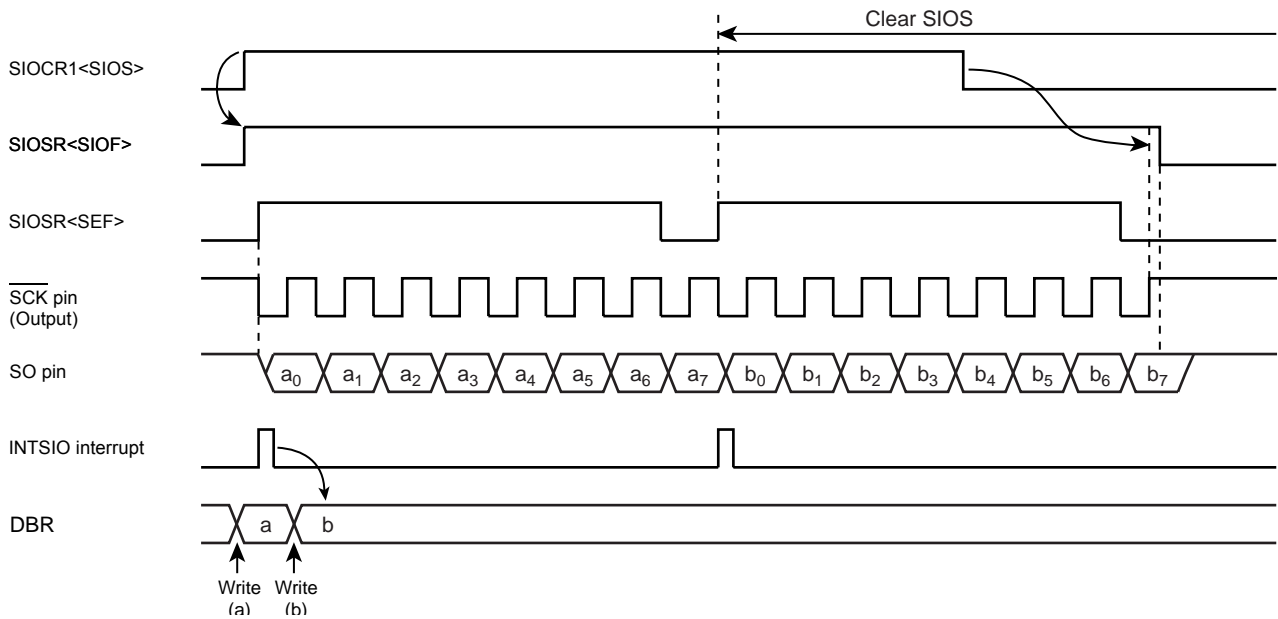 Clear SIOS
SIOCR1<SIOS>
SIOSR<SIOF>
SIOSR<SEF>
SCK pin
(Output)
SO pin
a0 a1 a2 a3 a4 a5 a6 a7 b0 b1 b2 b3 b4 b5 b6 b7
INTSIO interrupt
DBR
a b
Write Write
(a) (b)